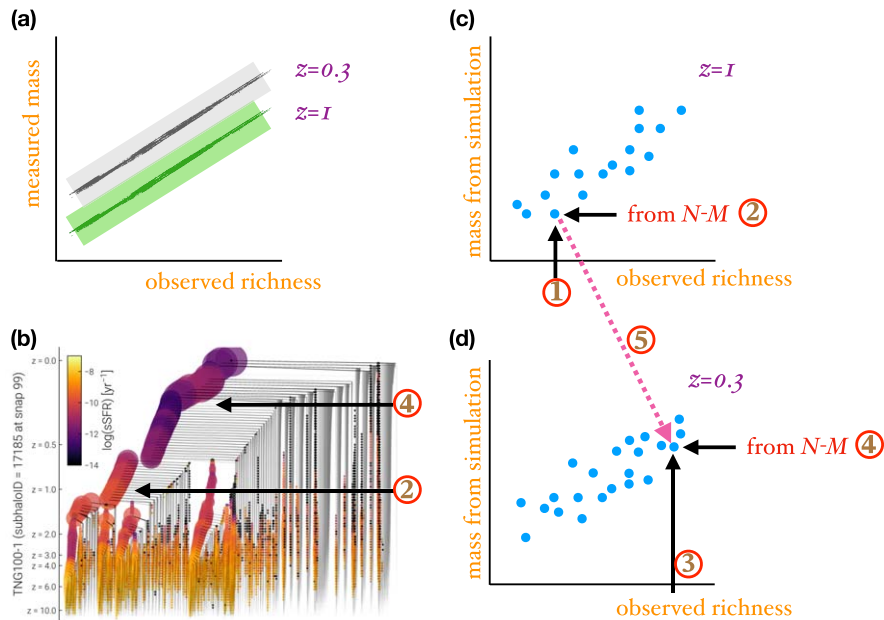 (a)
measured mass
z=0.3
z=1
observed richness
(b)
TNG100-1 (subhaloID = 17185 at snap 99)
z = 0.0
z = 0.5
z = 1.0
z = 2.0
z = 3.0
z = 4.0
z = 6.0
z = 10.0
−8
−10
−12
−14
log(sSFR) [yr⁻¹]
4
2
(c)
mass from simulation
z=1
from N-M 2
observed richness
1
5
(d)
mass from simulation
z=0.3
from N-M 4
3
observed richness